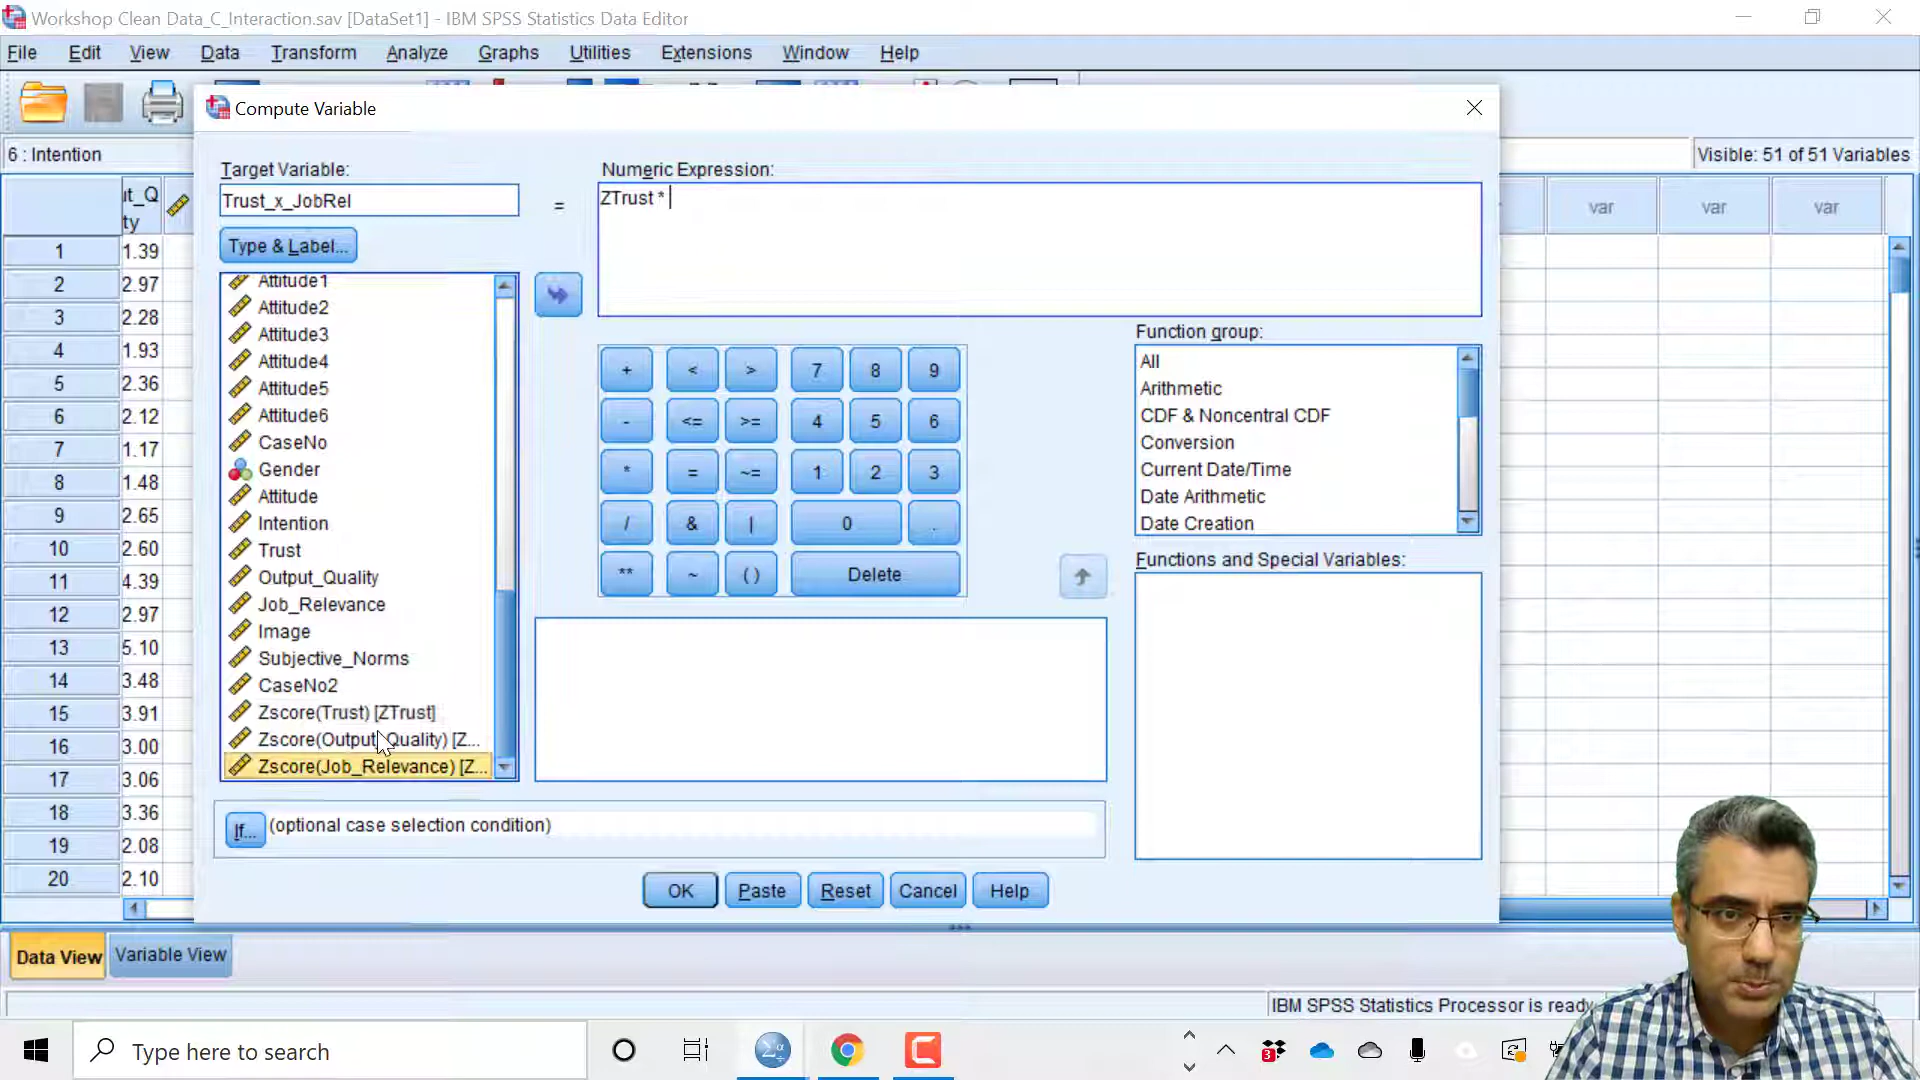 Workshop Clean Data_C_Interaction.sav [DataSet1] - IBM SPSS Statistics Data Editor
File Edit View Data Transform Analyze Graphs Utilities Extensions Window Help
Compute Variable
6 : Intention
Visible: 51 of 51 Variables
Target Variable:
Trust_x_JobRel
=
Numeric Expression:
ZTrust *
Type & Label...
it_Q
ty
var var var
1 1.39
2 2.97
3 2.28
4 1.93
5 2.36
6 2.12
7 1.17
8 1.48
9 2.65
10 2.60
11 4.39
12 2.97
13 5.10
14 3.48
15 3.91
16 3.00
17 3.06
18 3.36
19 2.08
20 2.10
Attitude1
Attitude2
Attitude3
Attitude4
Attitude5
Attitude6
CaseNo
Gender
Attitude
Intention
Trust
Output_Quality
Job_Relevance
Image
Subjective_Norms
CaseNo2
Zscore(Trust) [ZTrust]
Zscore(Output_Quality) [Z...
Zscore(Job_Relevance) [Z...
+ < > 7 8 9
- <= >= 4 5 6
* = ~= 1 2 3
/ & | 0 .
** ~ ( ) Delete
Function group:
All
Arithmetic
CDF & Noncentral CDF
Conversion
Current Date/Time
Date Arithmetic
Date Creation
Functions and Special Variables:
If... (optional case selection condition)
OK Paste Reset Cancel Help
Data View Variable View
IBM SPSS Statistics Processor is ready
Type here to search
3